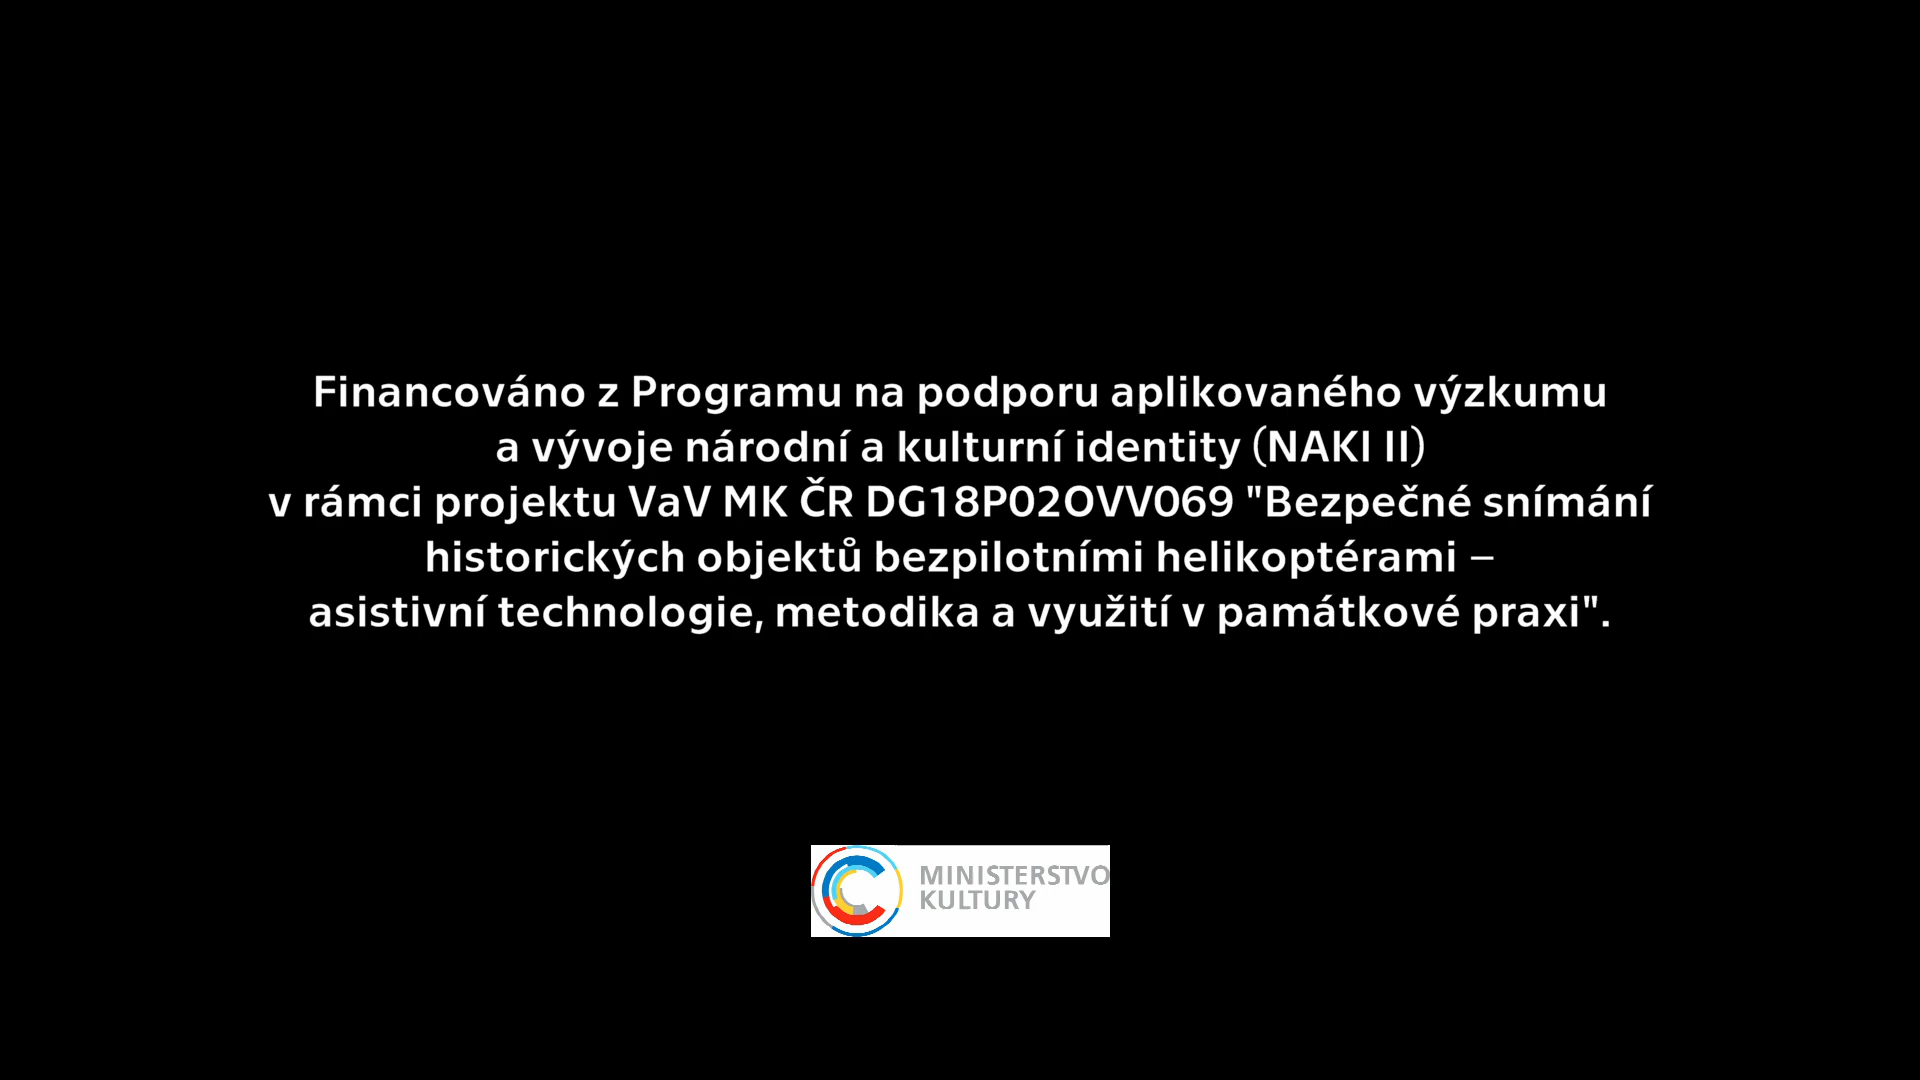 Financováno z Programu na podporu aplikovaného výzkumu
a vývoje národní a kulturní identity (NAKI II)
v rámci projektu VaV MK ČR DG18P02OVV069 "Bezpečné snímání
historických objektů bezpilotními helikoptérami –
asistivní technologie, metodika a využití v památkové praxi".
MINISTERSTVO
KULTURY